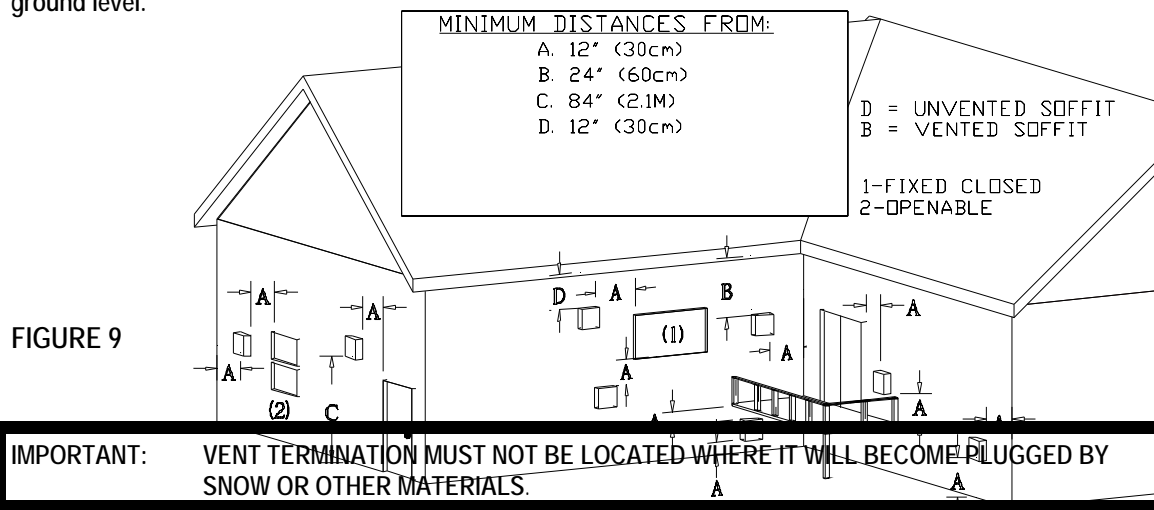 ground level.
MINIMUM DISTANCES FROM:
A. 12" (30cm)
B. 24" (60cm)
C. 84" (2.1M)
D. 12" (30cm)
D = UNVENTED SOFFIT
B = VENTED SOFFIT
1-FIXED CLOSED
2-OPENABLE
A
A
D
A
B
A
(1)
A
A
A
A
(2)
C
FIGURE 9
IMPORTANT: VENT TERMINATION MUST NOT BE LOCATED WHERE IT WILL BECOME PLUGGED BY
SNOW OR OTHER MATERIALS.
A
A